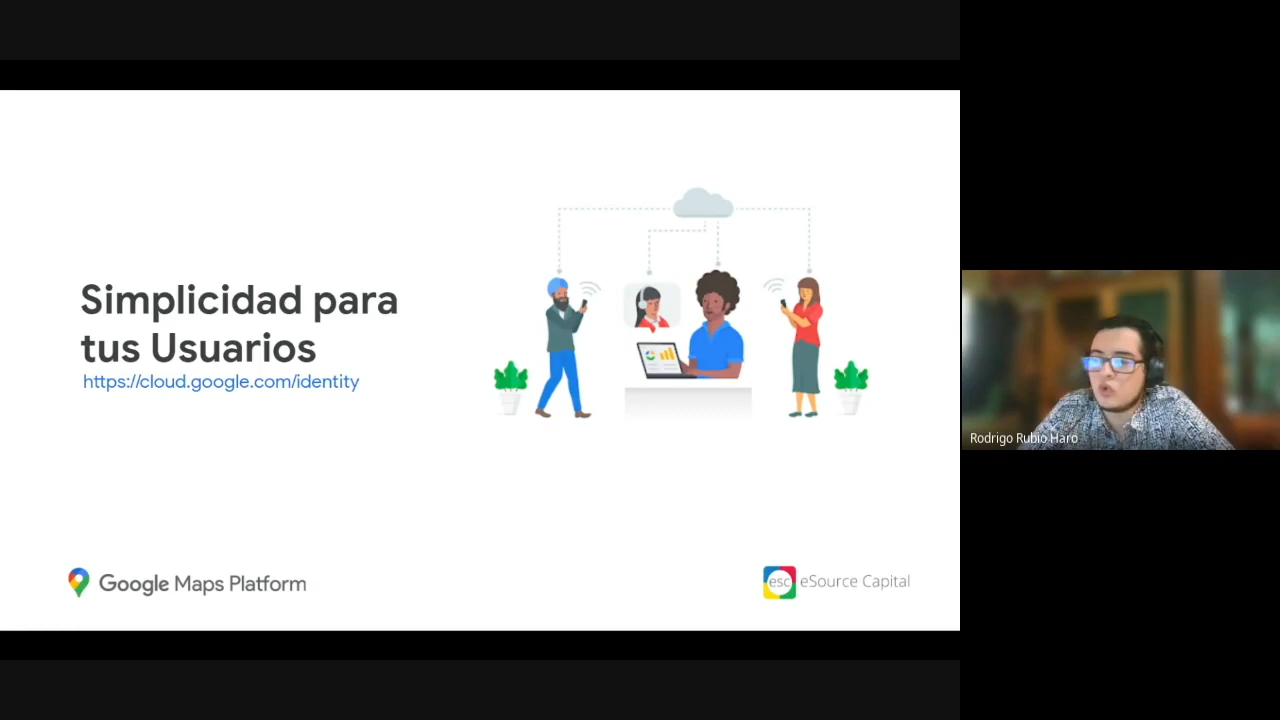 Simplicidad para
tus Usuarios
https://cloud.google.com/identity
Google Maps Platform
esc eSource Capital
Rodrigo Rubio Haro